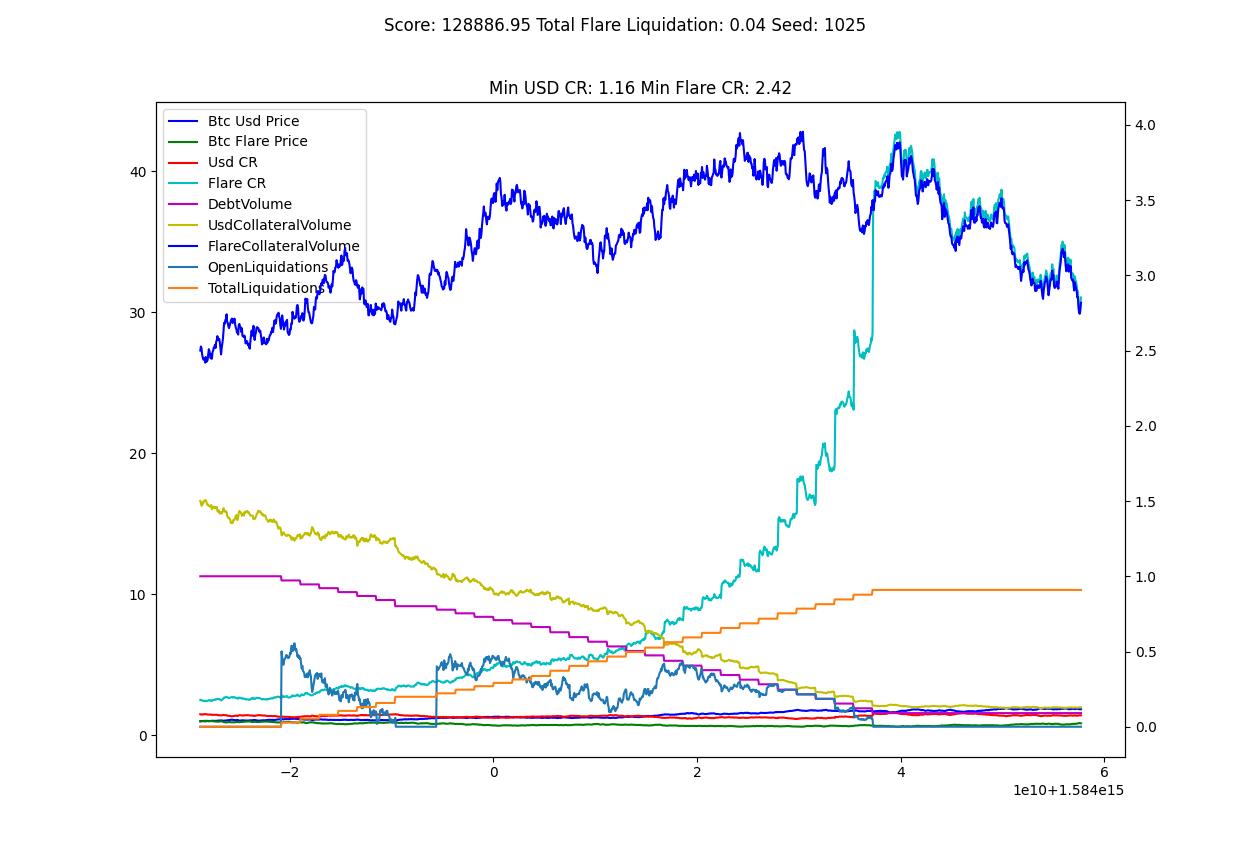 Score: 128886.95 Total Flare Liquidation: 0.04 Seed: 1025
Min USD CR: 1.16 Min Flare CR: 2.42
Btc Usd Price
Btc Flare Price
Usd CR
Flare CR
DebtVolume
UsdCollateralVolume
FlareCollateralVolume
OpenLiquidations
TotalLiquidations
40
30
20
10
0
4.0
3.5
3.0
2.5
2.0
1.5
1.0
0.5
0.0
−2 0 2 4 6
1e10+1.584e15